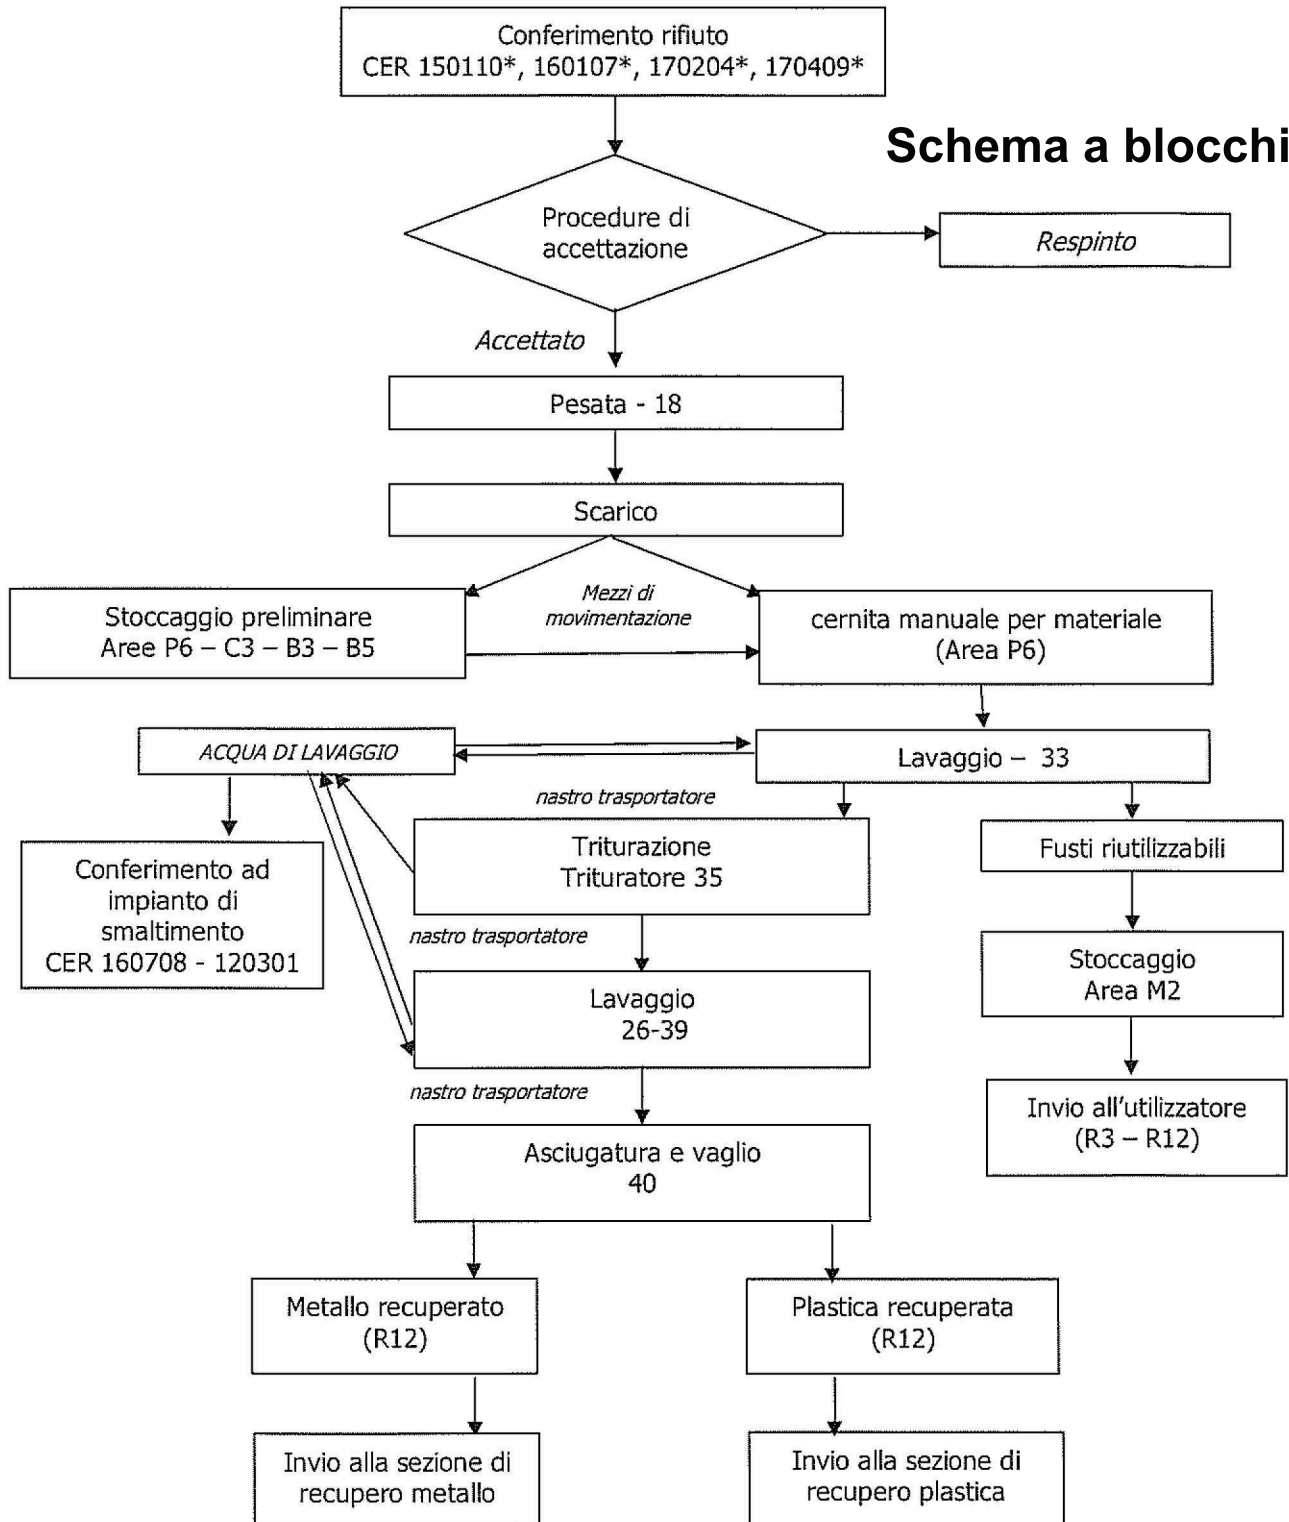 Conferimento rifiuto
CER 150110*, 160107*, 170204*, 170409*
Schema a blocchi
Procedure di
accettazione
Respinto
Accettato
Pesata - 18
Scarico
Stoccaggio preliminare
Aree P6 – C3 – B3 – B5
Mezzi di
movimentazione
cernita manuale per materiale
(Area P6)
ACQUA DI LAVAGGIO
Lavaggio – 33
nastro trasportatore
Triturazione
Trituratore 35
Fusti riutilizzabili
Conferimento ad
impianto di
smaltimento
CER 160708 - 120301
nastro trasportatore
Lavaggio
26-39
Stoccaggio
Area M2
nastro trasportatore
Invio all'utilizzatore
(R3 – R12)
Asciugatura e vaglio
40
Metallo recuperato
(R12)
Plastica recuperata
(R12)
Invio alla sezione di
recupero metallo
Invio alla sezione di
recupero plastica